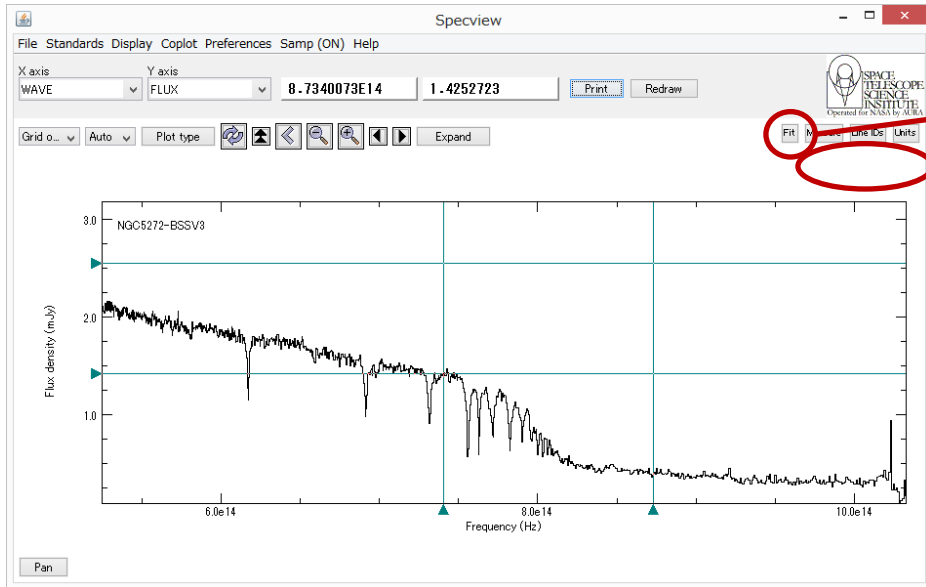 Specview
File Standards Display Coplot Preferences Samp (ON) Help
X axis Y axis
WAVE FLUX 8.7340073E14 1.4252723 Print Redraw
SPACE
TELESCOPE
SCIENCE
INSTITUTE
Operated for NASA by AURA
Grid o... Auto Plot type Expand Fit Line IDs Units
3.0
NGC5272-BSSV3
2.0
1.0
Flux density (mJy)
6.0e14 8.0e14 10.0e14
Frequency (Hz)
Pan